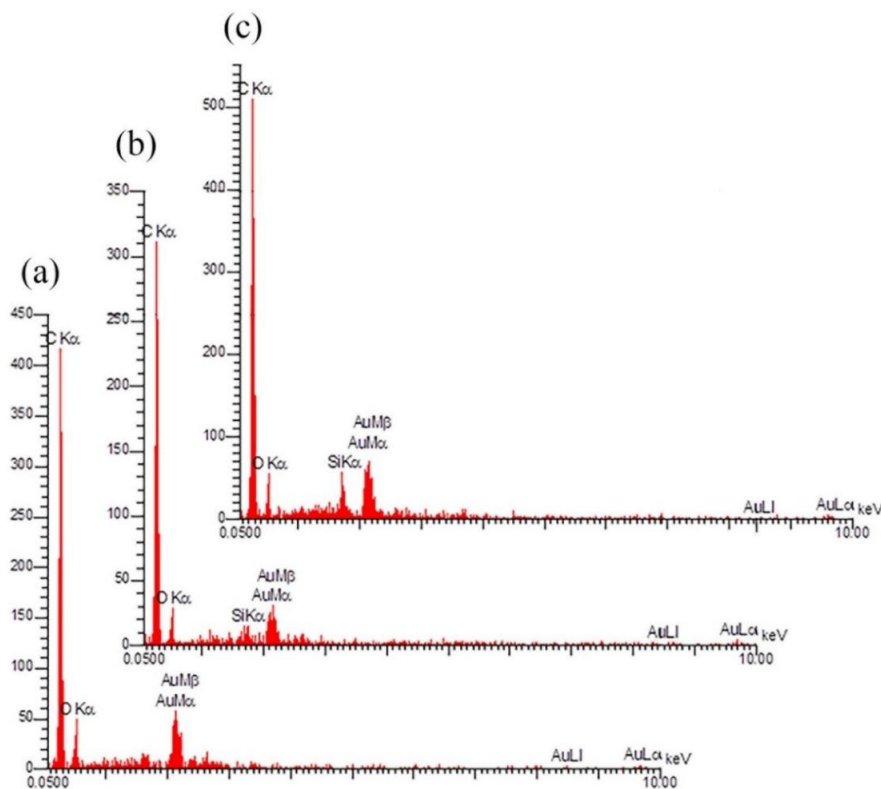 (c)
500
400
300
200
100
0
C Kα
O Kα
SiKα
AuMβ
AuMα
AuLl
AuLα
keV
0.0500
10.00
(b)
350
300
250
200
150
100
50
0
C Kα
O Kα
SiKα
AuMβ
AuMα
AuLl
AuLα
keV
0.0500
10.00
(a)
450
400
350
300
250
200
150
100
50
0
C Kα
O Kα
AuMβ
AuMα
AuLl
AuLα
keV
0.0500
10.00